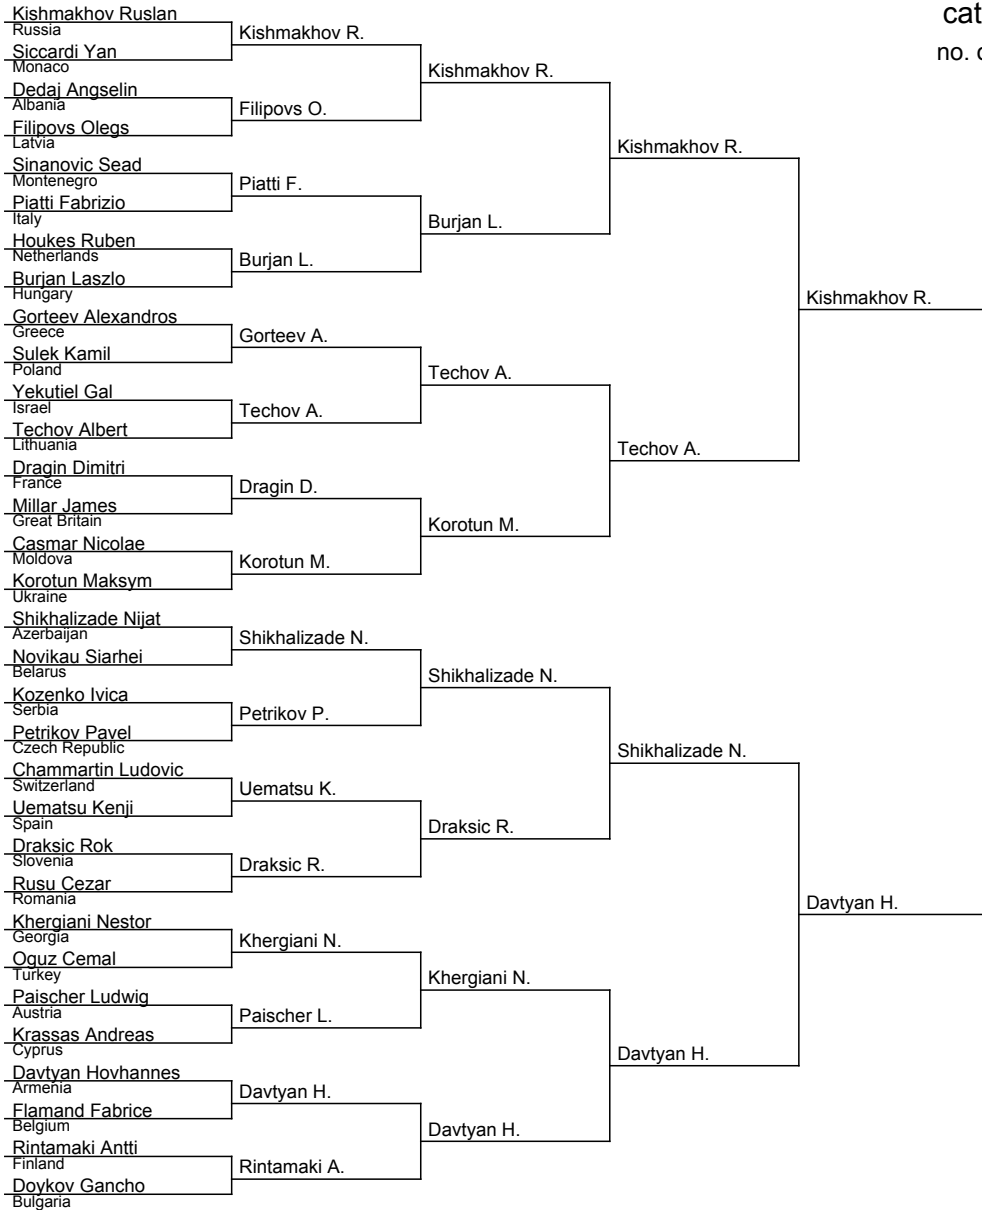 Kishmakhov Ruslan
Russia
Siccardi Yan
Monaco
Dedaj Angselin
Albania
Filipovs Olegs
Latvia
Sinanovic Sead
Montenegro
Piatti Fabrizio
Italy
Houkes Ruben
Netherlands
Burjan Laszlo
Hungary
Gorteev Alexandros
Greece
Sulek Kamil
Poland
Yekutiel Gal
Israel
Techov Albert
Lithuania
Dragin Dimitri
France
Millar James
Great Britain
Casmar Nicolae
Moldova
Korotun Maksym
Ukraine
Shikhalizade Nijat
Azerbaijan
Novikau Siarhei
Belarus
Kozenko Ivica
Serbia
Petrikov Pavel
Czech Republic
Chammartin Ludovic
Switzerland
Uematsu Kenji
Spain
Draksic Rok
Slovenia
Rusu Cezar
Romania
Khergiani Nestor
Georgia
Oguz Cemal
Turkey
Paischer Ludwig
Austria
Krassas Andreas
Cyprus
Davtyan Hovhannes
Armenia
Flamand Fabrice
Belgium
Rintamaki Antti
Finland
Doykov Gancho
Bulgaria
Kishmakhov R.
Filipovs O.
Piatti F.
Burjan L.
Gorteev A.
Techov A.
Dragin D.
Korotun M.
Shikhalizade N.
Petrikov P.
Uematsu K.
Draksic R.
Khergiani N.
Paischer L.
Davtyan H.
Rintamaki A.
Kishmakhov R.
Burjan L.
Techov A.
Korotun M.
Shikhalizade N.
Draksic R.
Khergiani N.
Davtyan H.
Kishmakhov R.
Techov A.
Shikhalizade N.
Davtyan H.
Kishmakhov R.
Davtyan H.
cat
no.